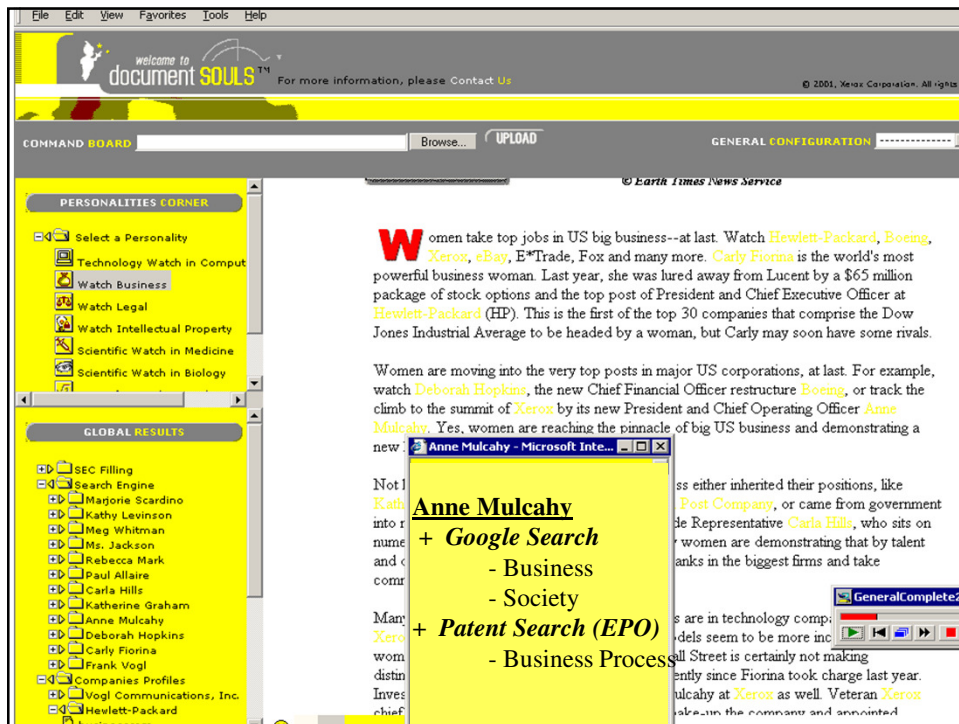 File Edit View Favorites Tools Help
welcome to
document SOULS™
For more information, please Contact Us
© 2001, Xerox Corporation. All rights
COMMAND BOARD
Browse...
UPLOAD
GENERAL CONFIGURATION
--------------
PERSONALITIES CORNER
Select a Personality
Technology Watch in Comput
Watch Business
Watch Legal
Watch Intellectual Property
Scientific Watch in Medicine
Scientific Watch in Biology
GLOBAL RESULTS
SEC Filling
Search Engine
Marjorie Scardino
Kathy Levinson
Meg Whitman
Ms. Jackson
Rebecca Mark
Paul Allaire
Carla Hills
Katherine Graham
Anne Mulcahy
Deborah Hopkins
Carly Fiorina
Frank Vogl
Companies Profiles
Vogl Communications, Inc.
Hewlett-Packard
© Earth Times News Service
Women take top jobs in US big business--at last. Watch Hewlett-Packard, Boeing,
Xerox, eBay, E*Trade, Fox and many more. Carly Fiorina is the world's most
powerful business woman. Last year, she was lured away from Lucent by a $65 million
package of stock options and the top post of President and Chief Executive Officer at
Hewlett-Packard (HP). This is the first of the top 30 companies that comprise the Dow
Jones Industrial Average to be headed by a woman, but Carly may soon have some rivals.
Women are moving into the very top posts in major US corporations, at last. For example,
watch Deborah Hopkins, the new Chief Financial Officer restructure Boeing, or track the
climb to the summit of Xerox by its new President and Chief Operating Officer Anne
Mulcahy. Yes, women are reaching the pinnacle of big US business and demonstrating a
new
Not ss either inherited their positions, like
Kath Post Company, or came from government
into r de Representative Carla Hills, who sits on
nume y women are demonstrating that by talent
and anks in the biggest firms and take
comm
Many s are in technology compa
Xero dels seem to be more inc
wom all Street is certainly not making
distin ently since Fiorina took charge last year.
Inves ulcahy at Xerox as well. Veteran Xerox
chief ake-up the company and appointed
Anne Mulcahy - Microsoft Inte...
Anne Mulcahy
+ Google Search
- Business
- Society
+ Patent Search (EPO)
- Business Process
GeneralComplete2